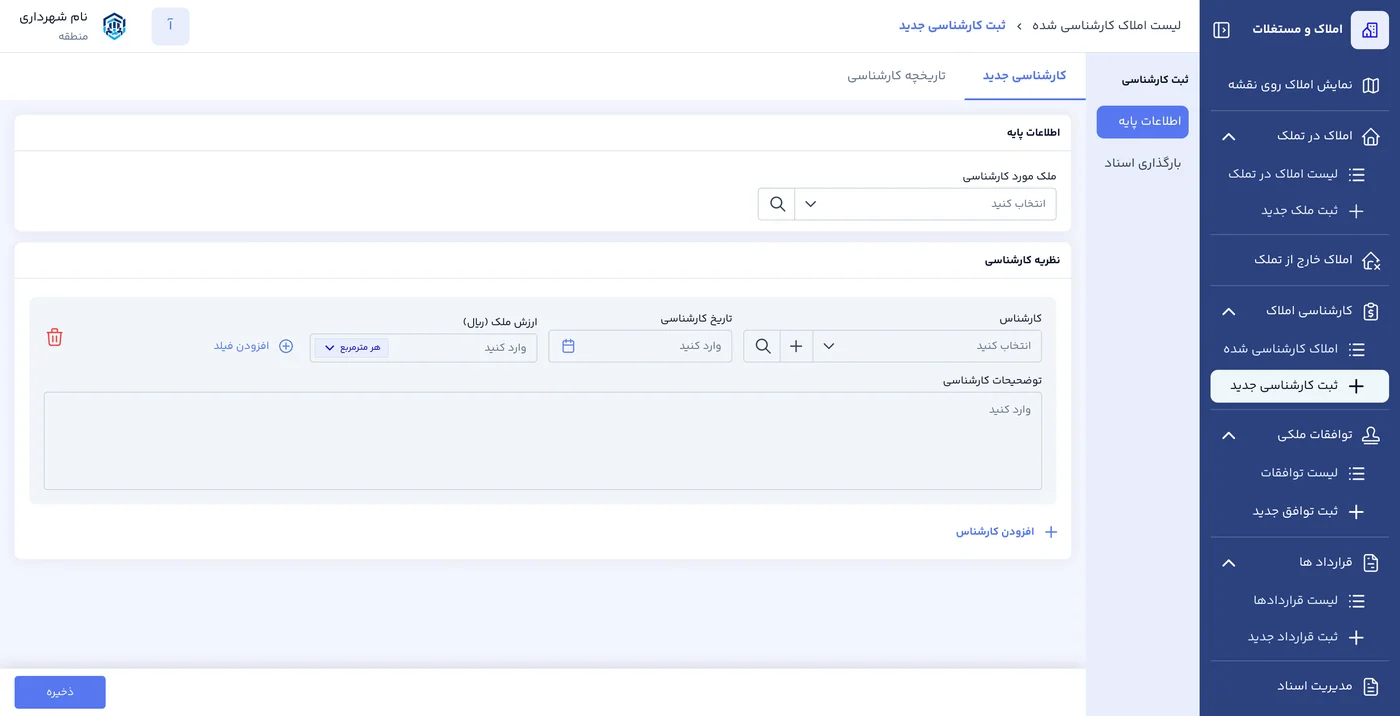 املاک و مستغلات
نمایش املاک روی نقشه
املاک در تملک
لیست املاک در تملک
ثبت ملک جدید
املاک خارج از تملک
کارشناسی املاک
املاک کارشناسی شده
ثبت کارشناسی جدید
توافقات ملکی
لیست توافقات
ثبت توافق جدید
قرارداد ها
لیست قراردادها
ثبت قرارداد جدید
مدیریت اسناد
لیست املاک کارشناسی شده › ثبت کارشناسی جدید
آ
نام شهرداری
منطقه
ثبت کارشناسی
اطلاعات پایه
بارگذاری اسناد
کارشناسی جدید
تاریخچه کارشناسی
اطلاعات پایه
ملک مورد کارشناسی
انتخاب کنید
نظریه کارشناسی
کارشناس
انتخاب کنید
تاریخ کارشناسی
وارد کنید
ارزش ملک (ریال)
وارد کنید
هر مترمربع
افزودن فیلد
توضیحات کارشناسی
وارد کنید
افزودن کارشناس
ذخیره